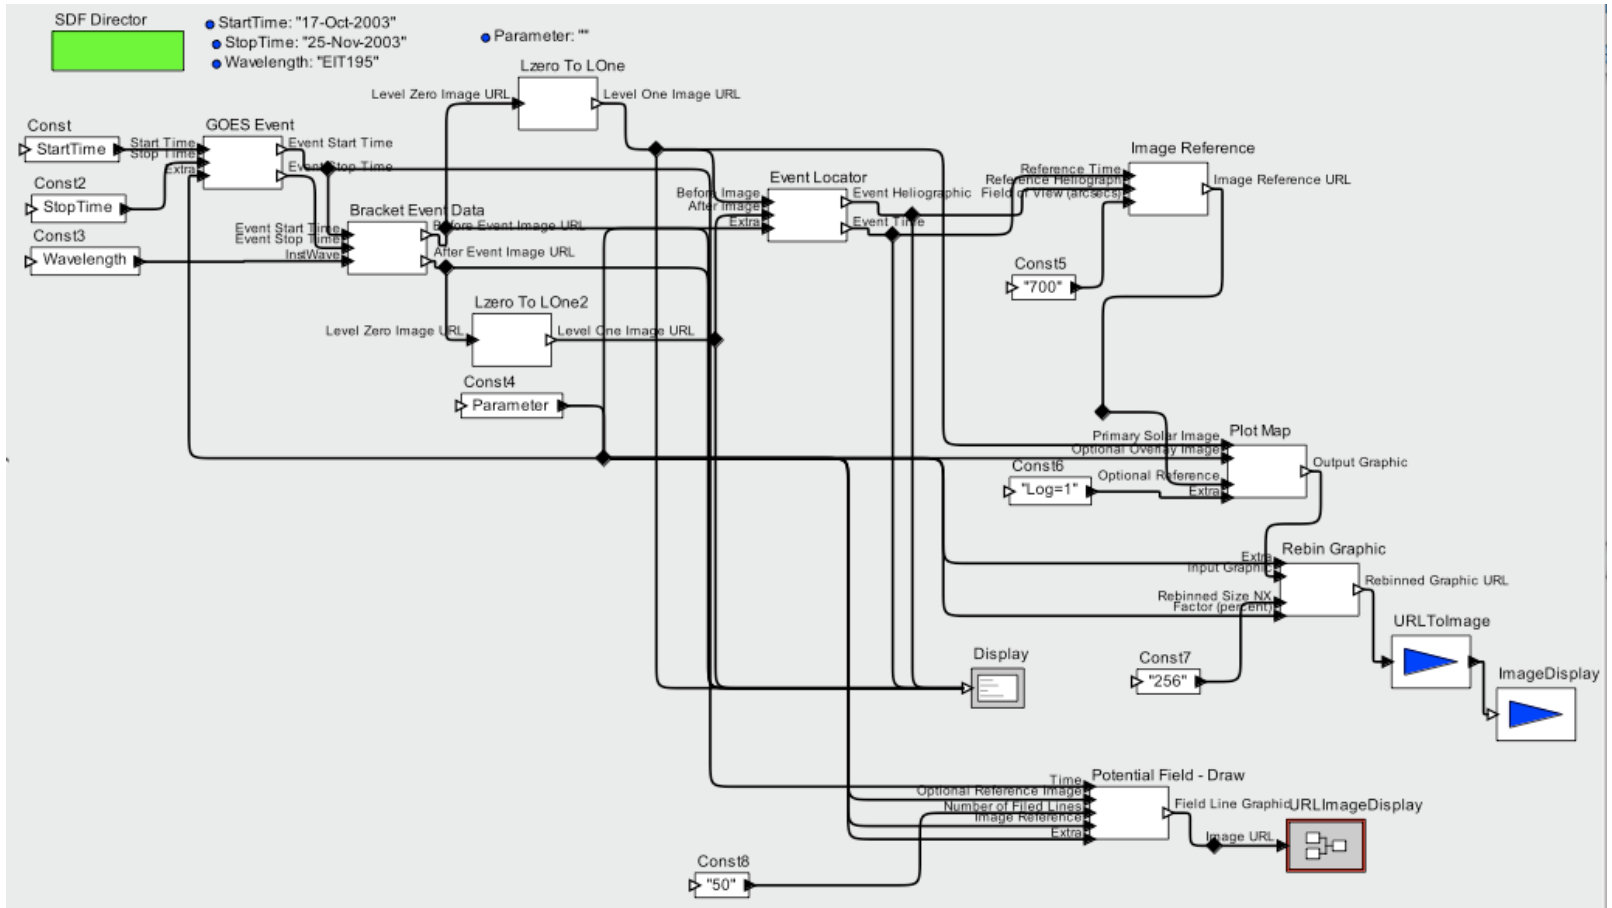 SDF Director
StartTime: "17-Oct-2003"
StopTime: "25-Nov-2003"
Wavelength: "EIT195"
Parameter: ""
Lzero To LOne
Level Zero Image URL
Level One Image URL
Const
StartTime
GOES Event
Start Time
Stop Time
Extra
Event Start Time
Event Stop Time
Const2
StopTime
Const3
Wavelength
Bracket Event Data
Event Start Time
Event Stop Time
InstWave
Before Event Image URL
After Event Image URL
Lzero To LOne2
Level Zero Image URL
Level One Image URL
Const4
Parameter
Event Locator
Before Image
After Image
Extra
Event Heliographic
Event Time
Image Reference
Reference Time
Reference Heliograph
Field of View (arcsecs)
Image Reference URL
Const5
"700"
Plot Map
Primary Solar Image
Optional Overlay Image
Optional Reference
Extra
Output Graphic
Const6
"Log=1"
Rebin Graphic
Extra
Input Graphic
Rebinned Size NX
Factor (percent)
Rebinned Graphic URL
Const7
"256"
URLToImage
ImageDisplay
Display
Potential Field - Draw
Time
Optional Reference Image
Number of Filed Lines
Image Reference
Extra
Field Line Graphic
URLImageDisplay
Image URL
Const8
"50"